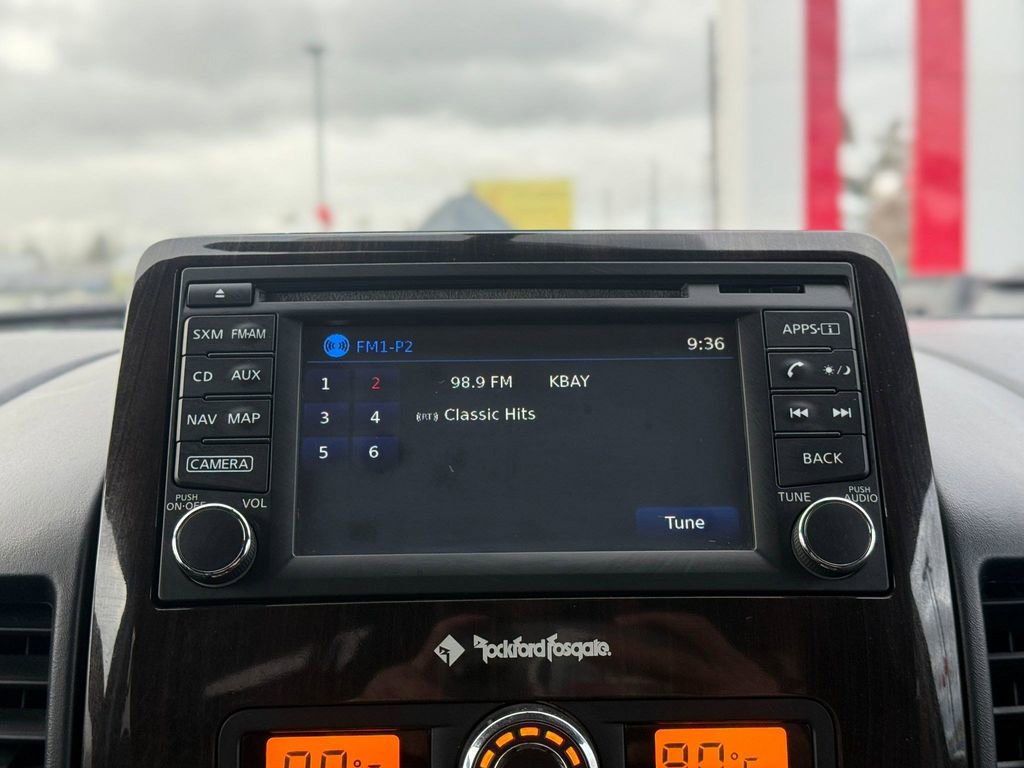 SXM FM·AM
CD AUX
NAV MAP
CAMERA
PUSH
ON·OFF VOL
FM1-P2 9:36
1 2 98.9 FM KBAY
3 4 ((RT)) Classic Hits
5 6
Tune
APPS·i
BACK
TUNE PUSH
AUDIO
Rockford Fosgate.